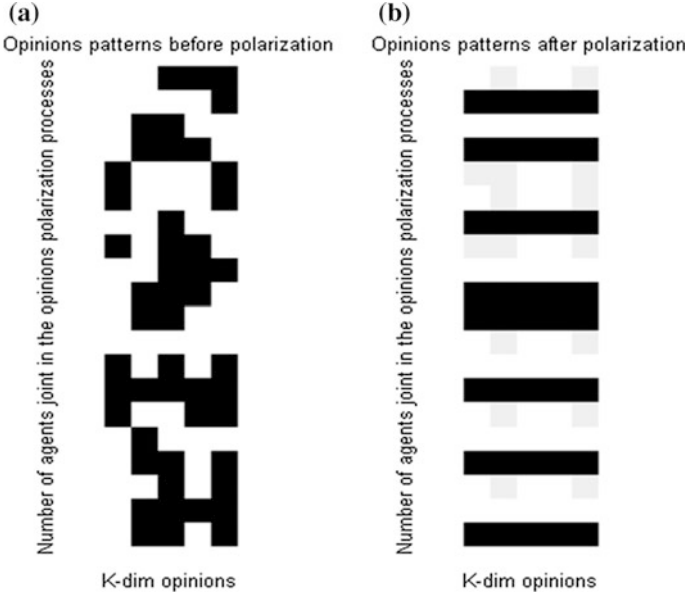 (a)
Opinions patterns before polarization
Number of agents joint in the opinions polarization processes
K-dim opinions
(b)
Opinions patterns after polarization
Number of agents joint in the opinions polarization processes
K-dim opinions